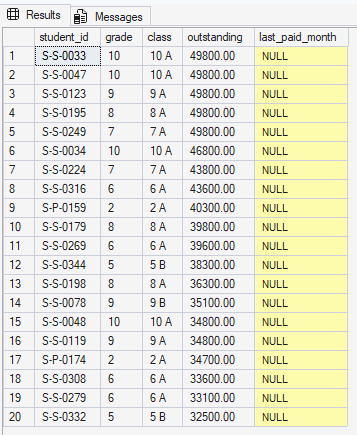 Results Messages
student_id grade class outstanding last_paid_month
1 S-S-0033 10 10 A 49800.00 NULL
2 S-S-0047 10 10 A 49800.00 NULL
3 S-S-0123 9 9 A 49800.00 NULL
4 S-S-0195 8 8 A 49800.00 NULL
5 S-S-0249 7 7 A 49800.00 NULL
6 S-S-0034 10 10 A 46800.00 NULL
7 S-S-0224 7 7 A 43800.00 NULL
8 S-S-0316 6 6 A 43600.00 NULL
9 S-P-0159 2 2 A 40300.00 NULL
10 S-S-0179 8 8 A 39800.00 NULL
11 S-S-0269 6 6 A 39600.00 NULL
12 S-S-0344 5 5 B 38300.00 NULL
13 S-S-0198 8 8 A 36300.00 NULL
14 S-S-0078 9 9 B 35100.00 NULL
15 S-S-0048 10 10 A 34800.00 NULL
16 S-S-0119 9 9 A 34800.00 NULL
17 S-P-0174 2 2 A 34700.00 NULL
18 S-S-0308 6 6 A 33600.00 NULL
19 S-S-0279 6 6 A 33100.00 NULL
20 S-S-0332 5 5 B 32500.00 NULL